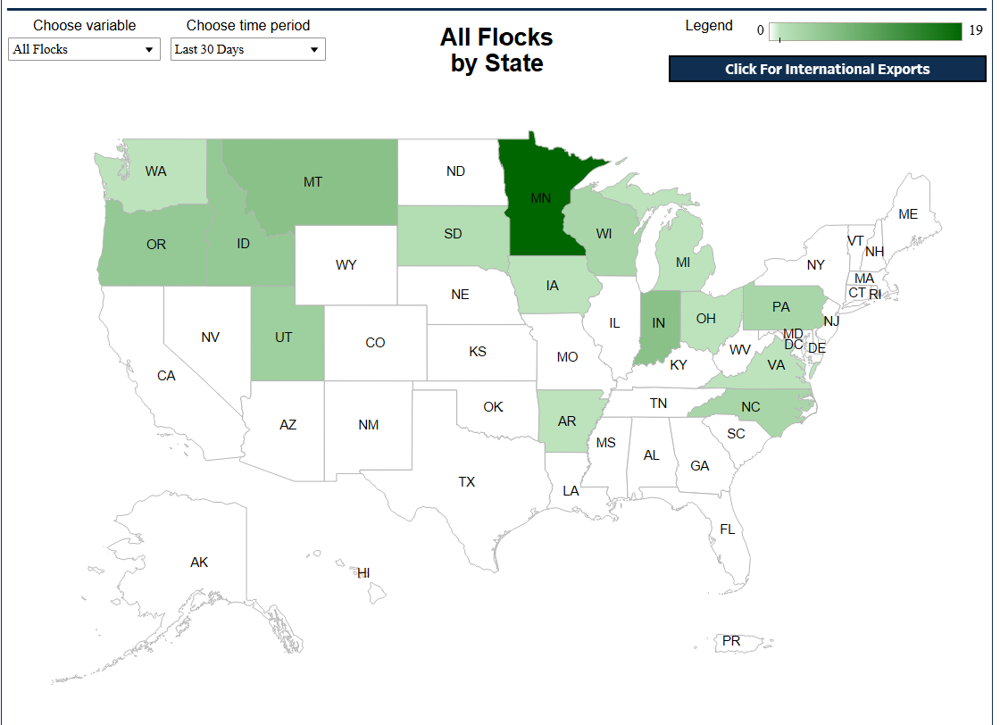 Choose variable
Choose time period
All Flocks
by State
Legend
0
19
All Flocks
Last 30 Days
Click For International Exports
WA
MT
ND
MN
OR
ID
SD
WI
WY
MI
ME
VT
NH
NY
MA
CT
RI
IA
NE
UT
NV
CO
IL
IN
OH
PA
NJ
MD
DC
DE
WV
KS
MO
KY
VA
CA
AZ
NM
OK
AR
TN
NC
SC
MS
AL
GA
TX
LA
FL
AK
HI
PR